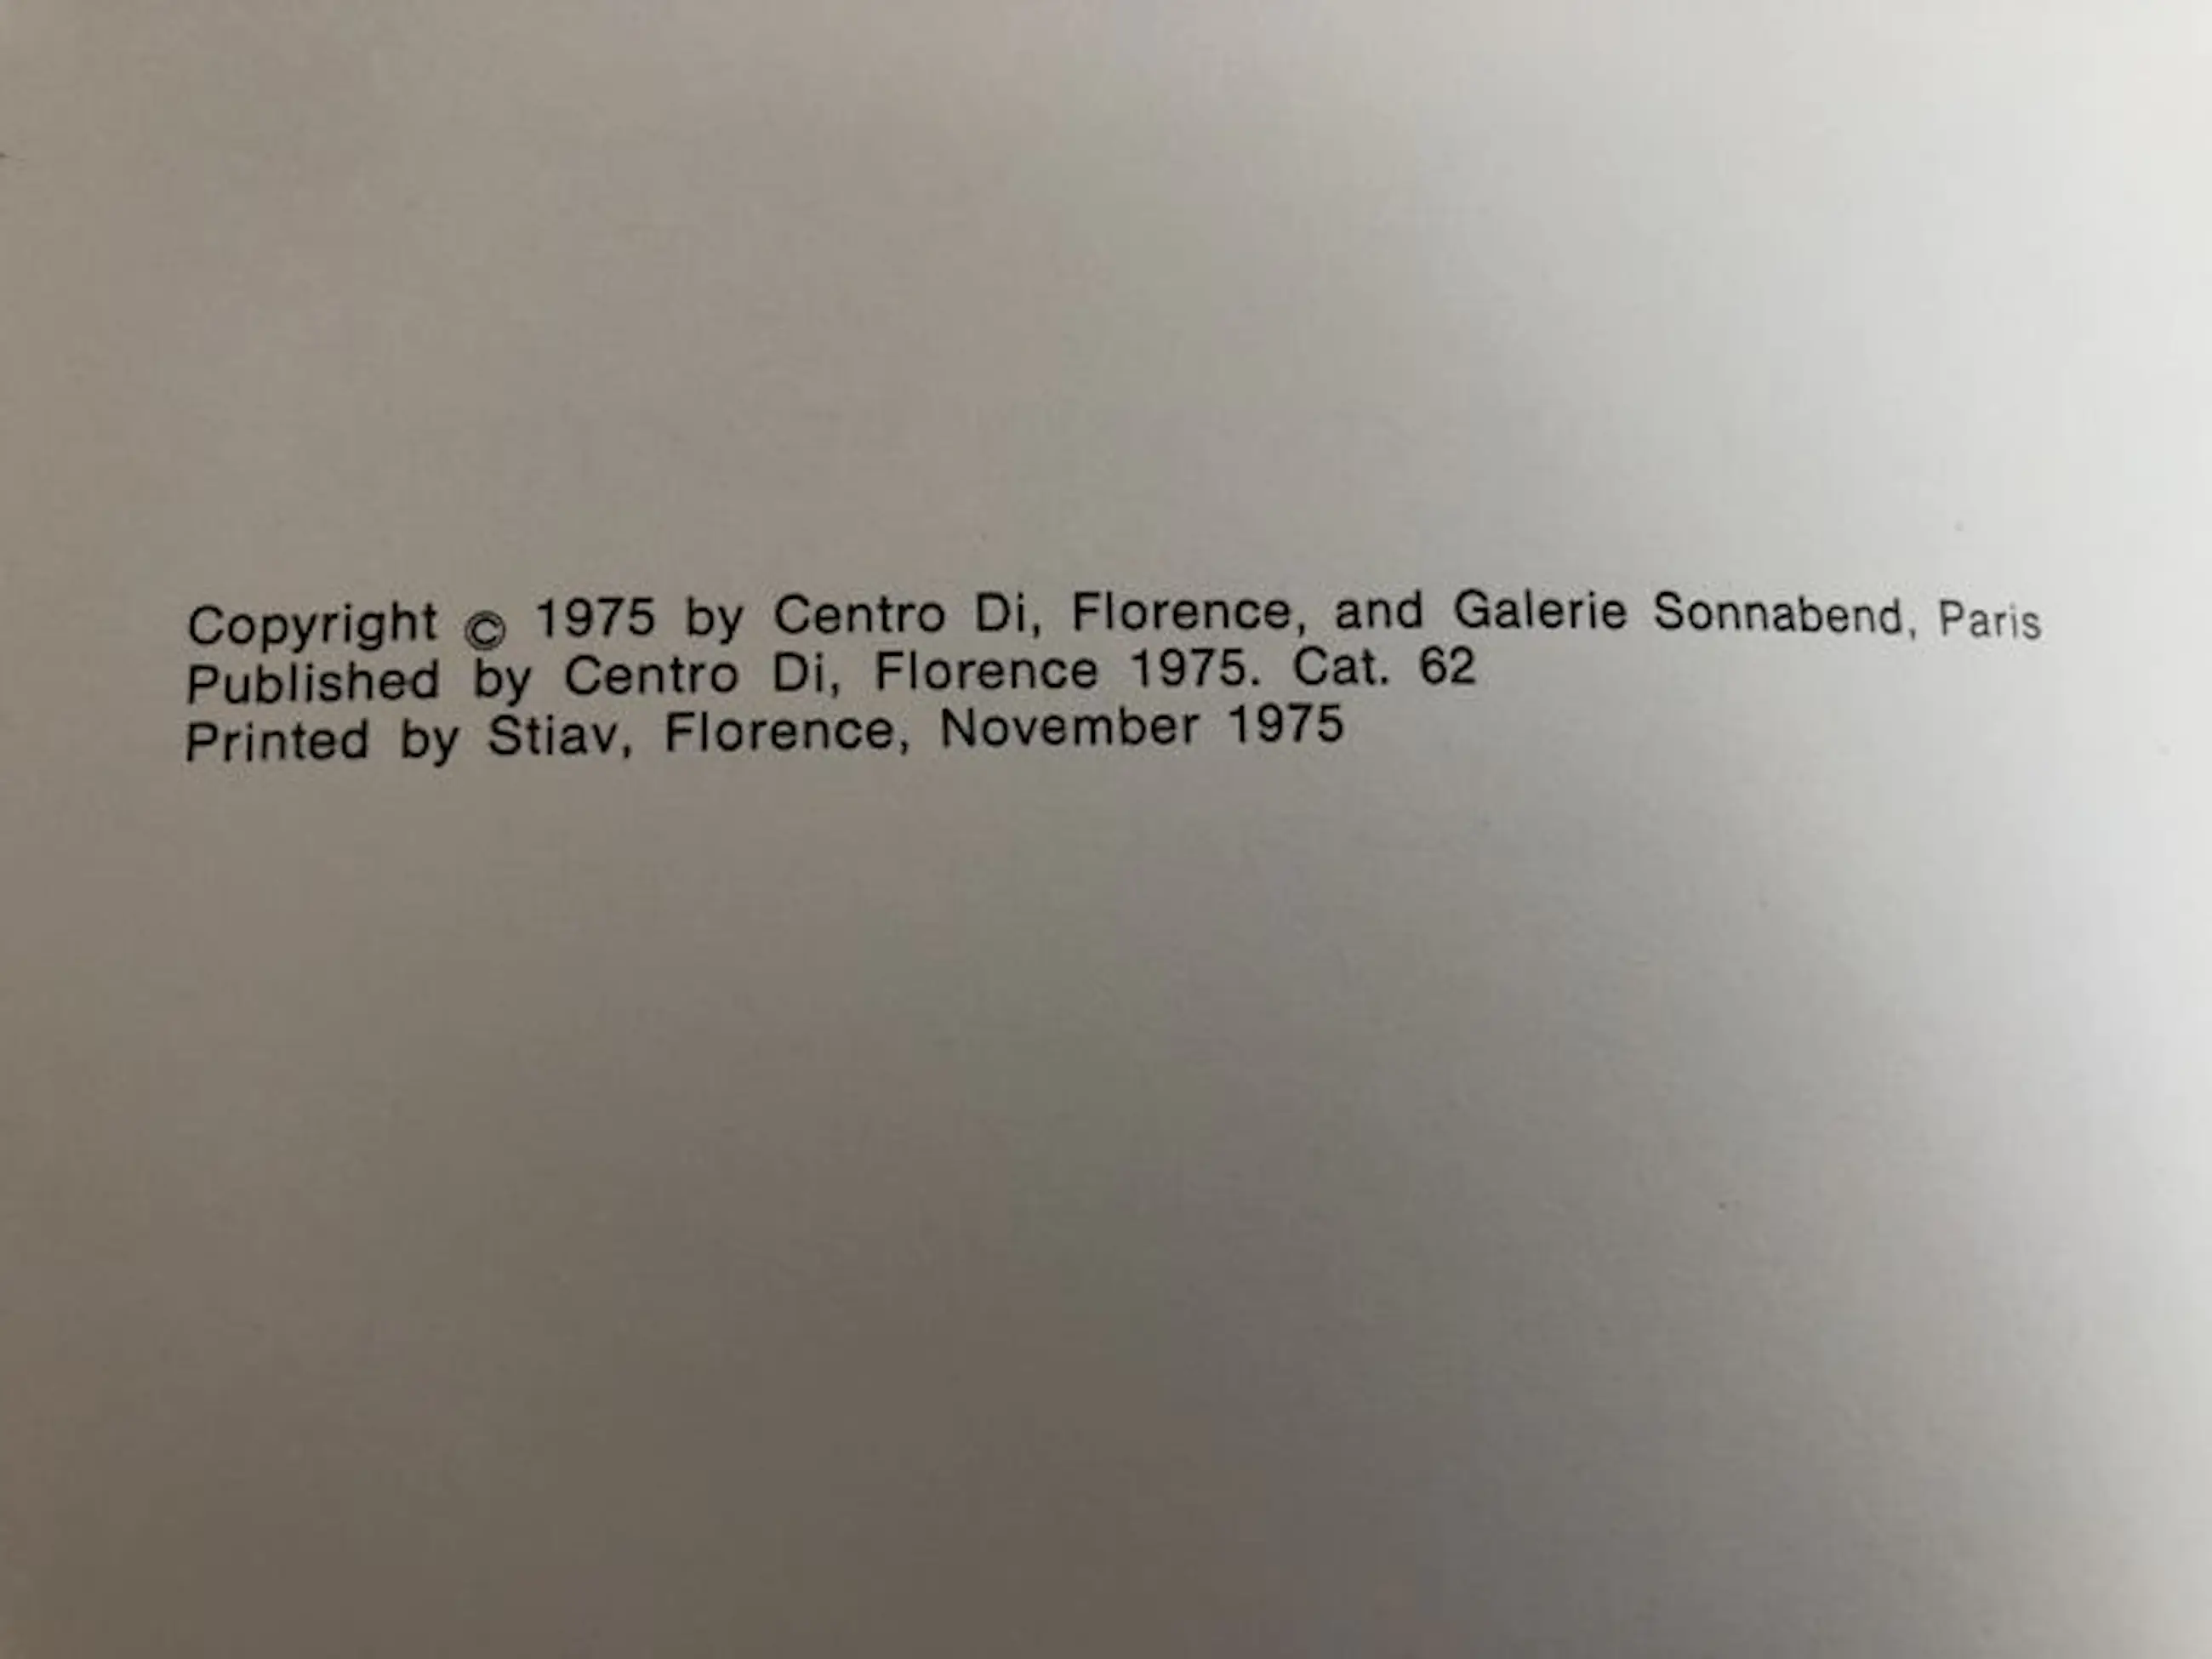 Copyright © 1975 by Centro Di, Florence, and Galerie Sonnabend, Paris
Published by Centro Di, Florence 1975. Cat. 62
Printed by Stiav, Florence, November 1975